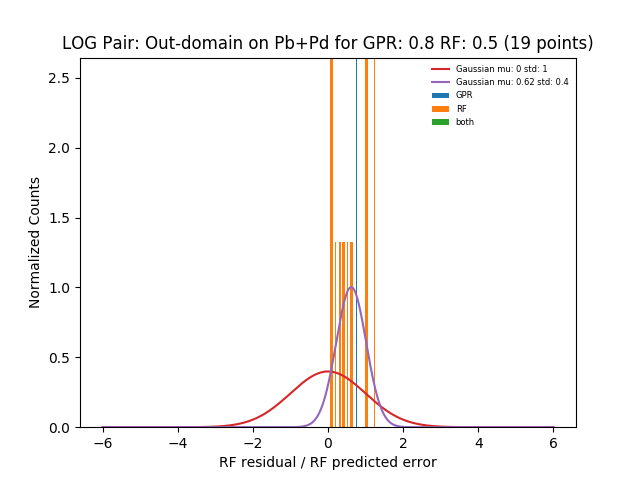 LOG Pair: Out-domain on Pb+Pd for GPR: 0.8 RF: 0.5 (19 points)
Gaussian mu: 0 std: 1
Gaussian mu: 0.62 std: 0.4
GPR
RF
both
2.5
2.0
1.5
1.0
0.5
0.0
Normalized Counts
−6
−4
−2
0
2
4
6
RF residual / RF predicted error